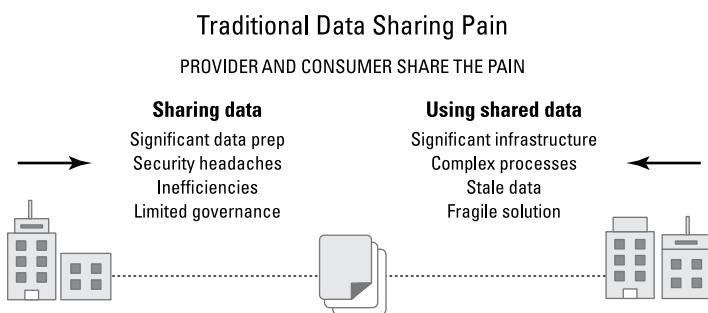 Traditional Data Sharing Pain
PROVIDER AND CONSUMER SHARE THE PAIN
Sharing data
Significant data prep
Security headaches
Inefficiencies
Limited governance
Using shared data
Significant infrastructure
Complex processes
Stale data
Fragile solution